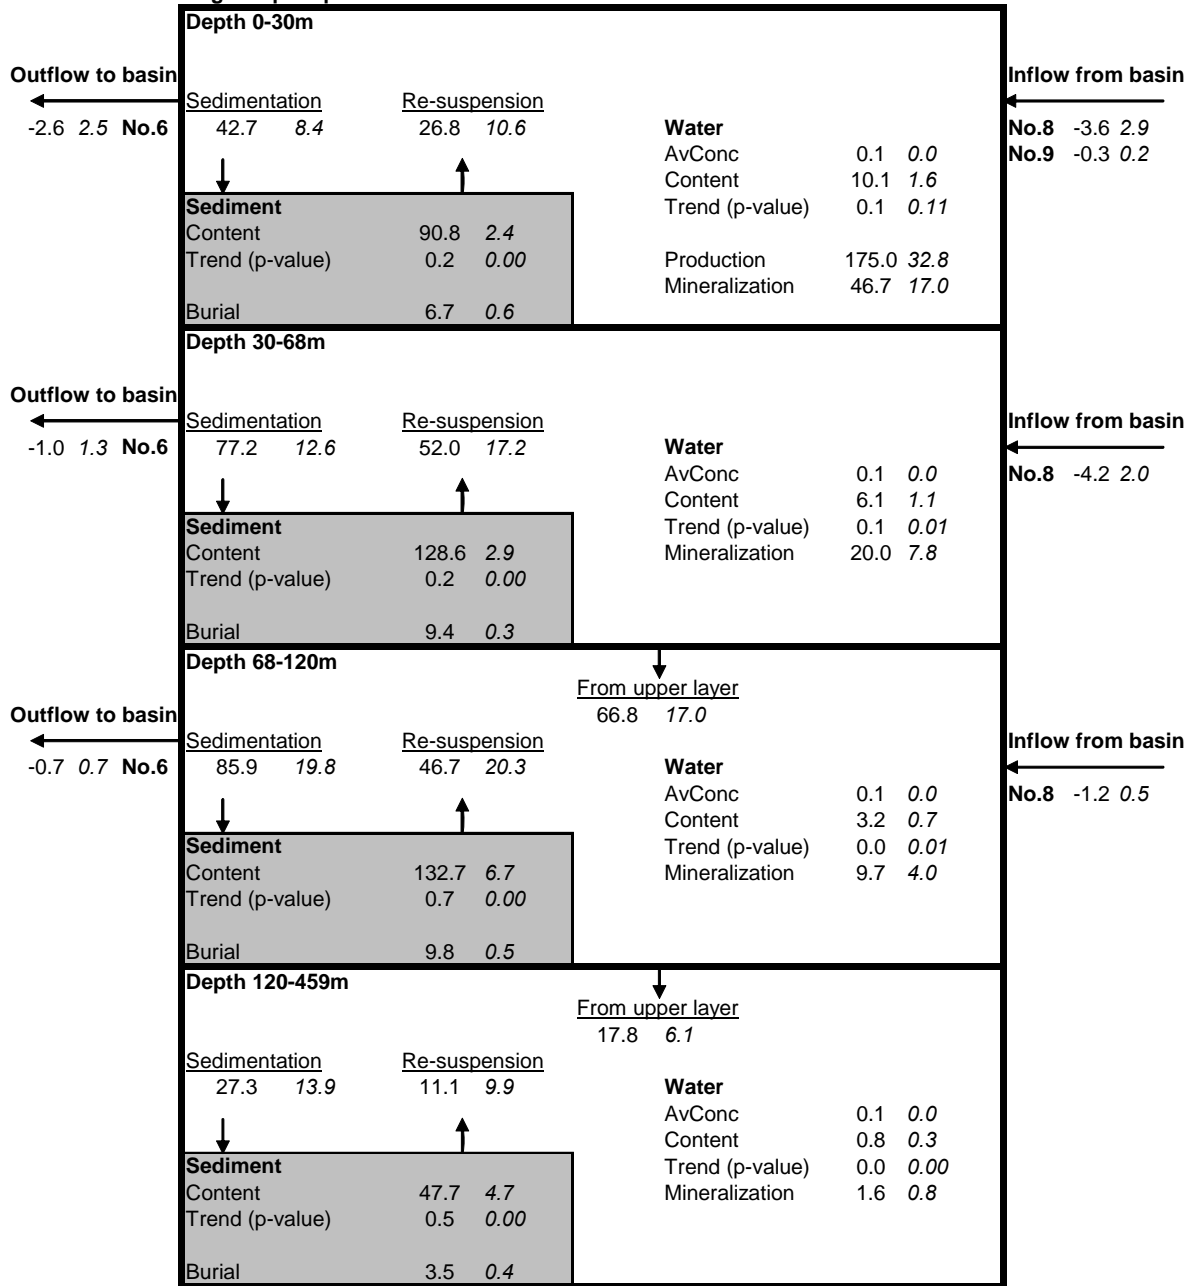 Depth 0-30m
Outflow to basin Inflow from basin
Sedimentation Re-suspension
-2.6 2.5 No.6 42.7 8.4 26.8 10.6 Water No.8 -3.6 2.9
AvConc 0.1 0.0 No.9 -0.3 0.2
Content 10.1 1.6
Sediment Trend (p-value) 0.1 0.11
Content 90.8 2.4
Trend (p-value) 0.2 0.00 Production 175.0 32.8
Mineralization 46.7 17.0
Burial 6.7 0.6
Depth 30-68m
Outflow to basin Inflow from basin
Sedimentation Re-suspension
-1.0 1.3 No.6 77.2 12.6 52.0 17.2 Water
AvConc 0.1 0.0 No.8 -4.2 2.0
Content 6.1 1.1
Sediment Trend (p-value) 0.1 0.01
Content 128.6 2.9 Mineralization 20.0 7.8
Trend (p-value) 0.2 0.00
Burial 9.4 0.3
Depth 68-120m
From upper layer
Outflow to basin 66.8 17.0
Sedimentation Re-suspension Inflow from basin
-0.7 0.7 No.6 85.9 19.8 46.7 20.3 Water
AvConc 0.1 0.0 No.8 -1.2 0.5
Content 3.2 0.7
Sediment Trend (p-value) 0.0 0.01
Content 132.7 6.7 Mineralization 9.7 4.0
Trend (p-value) 0.7 0.00
Burial 9.8 0.5
Depth 120-459m
From upper layer
17.8 6.1
Sedimentation Re-suspension
27.3 13.9 11.1 9.9 Water
AvConc 0.1 0.0
Content 0.8 0.3
Sediment Trend (p-value) 0.0 0.00
Content 47.7 4.7 Mineralization 1.6 0.8
Trend (p-value) 0.5 0.00
Burial 3.5 0.4